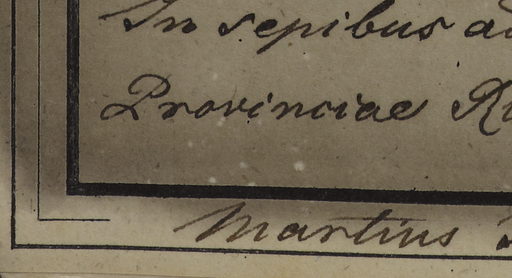 In sepibus
Provinciae
Martius